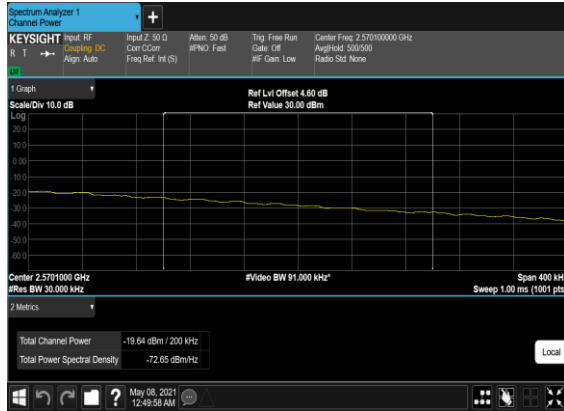 Spectrum Analyzer 1
Channel Power
+
KEYSIGHT
R T
LXI
Input: RF
Coupling: DC
Align: Auto
Input Z: 50 Ω
Corr CCorr
Freq Ref: Int (S)
Atten: 50 dB
#PNO: Fast
Trig: Free Run
Gate: Off
#IF Gain: Low
Center Freq: 2.570100000 GHz
Avg|Hold: 500/500
Radio Std: None
1 Graph
Scale/Div 10.0 dB
Ref Lvl Offset 4.60 dB
Ref Value 30.00 dBm
Log
20.0
10.0
0.00
-10.0
-20.0
-30.0
-40.0
-50.0
-60.0
Center 2.5701000 GHz
#Res BW 30.000 kHz
#Video BW 91.000 kHz*
Span 400 kH
Sweep 1.00 ms (1001 pts
2 Metrics
Total Channel Power -19.64 dBm / 200 kHz
Total Power Spectral Density -72.65 dBm/Hz
Local
?
May 08, 2021
12:49:58 AM